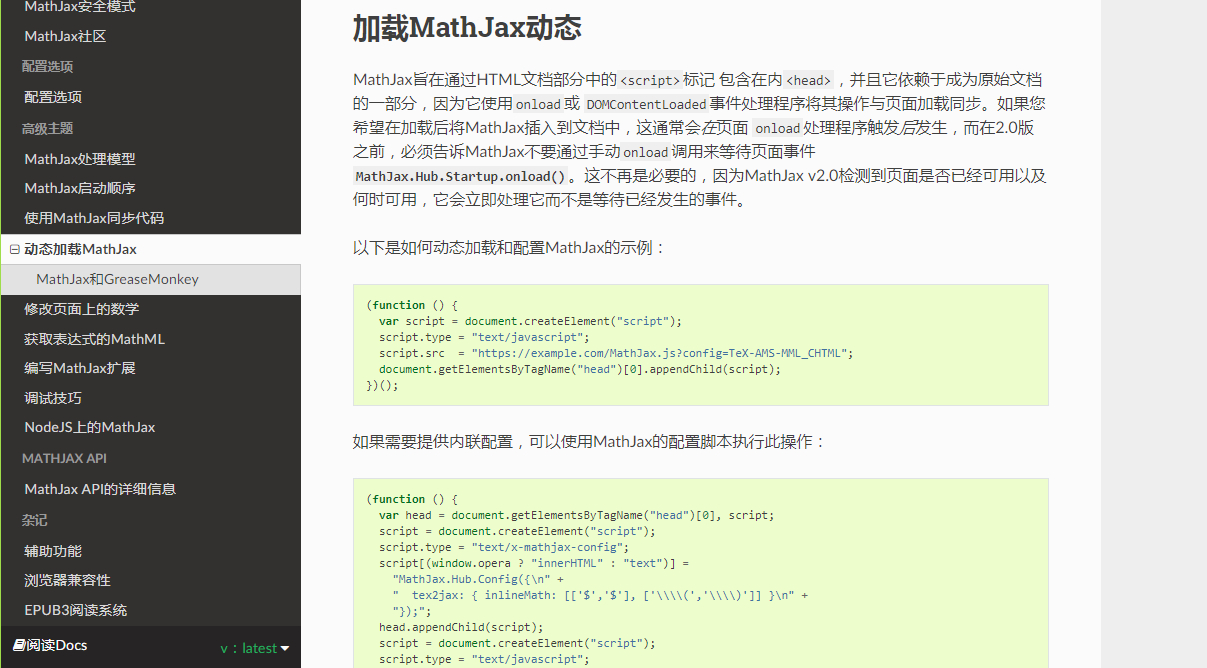 MathJax安全模式
MathJax社区
配置选项
配置选项
高级主题
MathJax处理模型
MathJax启动顺序
使用MathJax同步代码
动态加载MathJax
MathJax和GreaseMonkey
修改页面上的数学
获取表达式的MathML
编写MathJax扩展
调试技巧
NodeJS上的MathJax
MATHJAX API
MathJax API的详细信息
杂记
辅助功能
浏览器兼容性
EPUB3阅读系统
阅读Docs
v：latest
加载MathJax动态
MathJax旨在通过HTML文档部分中的<script>标记 包含在内<head>，并且它依赖于成为原始文档
的一部分，因为它使用onload或 DOMContentLoaded事件处理程序将其操作与页面加载同步。如果您
希望在加载后将MathJax插入到文档中，这通常会在页面 onload处理程序触发后发生，而在2.0版
之前，必须告诉MathJax不要通过手动onload调用来等待页面事件
MathJax.Hub.Startup.onload()。这不再是必要的，因为MathJax v2.0检测到页面是否已经可用以及
何时可用，它会立即处理它而不是等待已经发生的事件。
以下是如何动态加载和配置MathJax的示例：
(function () {
  var script = document.createElement("script");
  script.type = "text/javascript";
  script.src  = "https://example.com/MathJax.js?config=TeX-AMS-MML_CHTML";
  document.getElementsByTagName("head")[0].appendChild(script);
})();
如果需要提供内联配置，可以使用MathJax的配置脚本执行此操作：
(function () {
  var head = document.getElementsByTagName("head")[0], script;
  script = document.createElement("script");
  script.type = "text/x-mathjax-config";
  script[(window.opera ? "innerHTML" : "text")] =
    "MathJax.Hub.Config({\n" +
    "  tex2jax: { inlineMath: [['$','$'], ['\\\\(','\\\\)']] }\n" +
    "});";
  head.appendChild(script);
  script = document.createElement("script");
  script.type = "text/javascript";